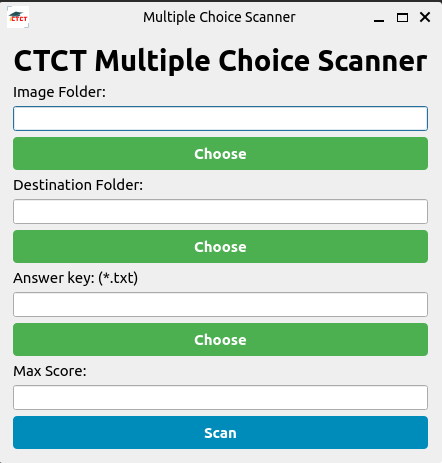 CTCT
Multiple Choice Scanner
CTCT Multiple Choice Scanner
Image Folder:
Choose
Destination Folder:
Choose
Answer key: (*.txt)
Choose
Max Score:
Scan